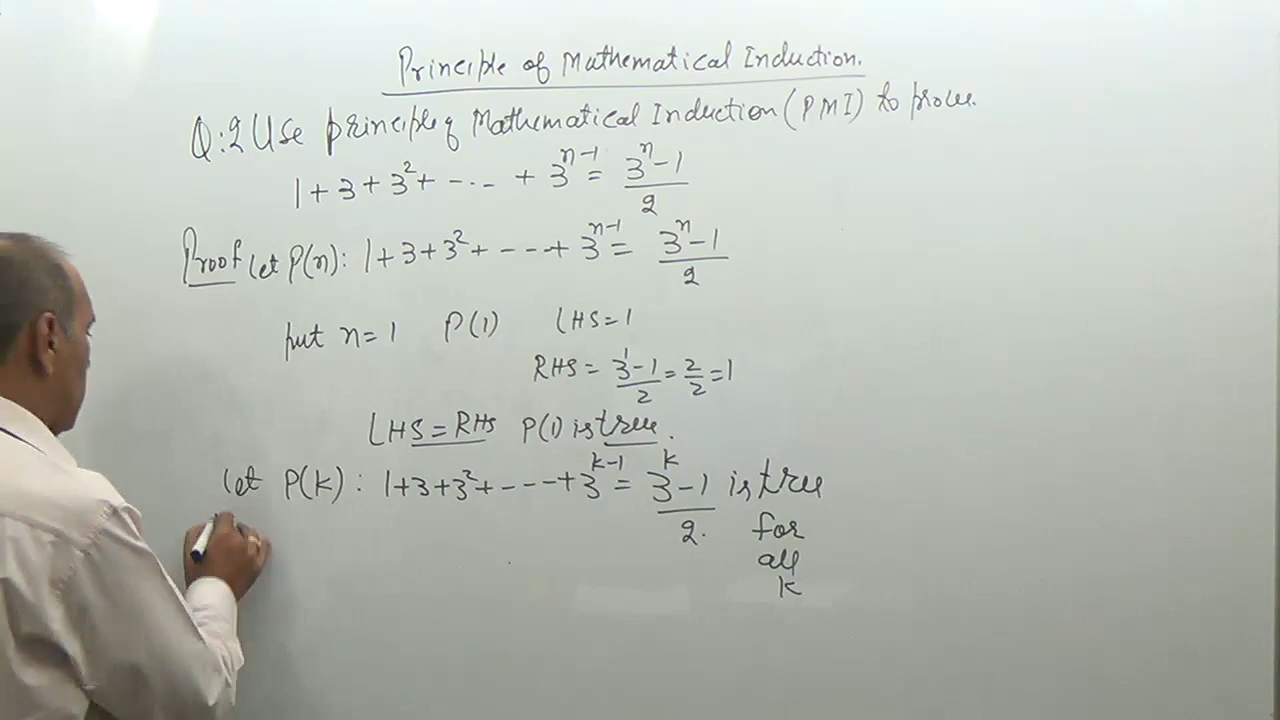 Principle of Mathematical Induction.
Q:2 Use principle of Mathematical Induction (PMI) to prove.
1 + 3 + 3² + - - - - + 3ⁿ⁻¹ = (3ⁿ - 1)/2
Proof let P(n): 1 + 3 + 3² + - - - + 3ⁿ⁻¹ = (3ⁿ - 1)/2
put n = 1 P(1) LHS = 1
RHS = (3¹ - 1)/2 = 2/2 = 1
LHS = RHS P(1) is true.
let P(k): 1 + 3 + 3² + - - - - + 3ᵏ⁻¹ = (3ᵏ - 1)/2. is true
for
all
k